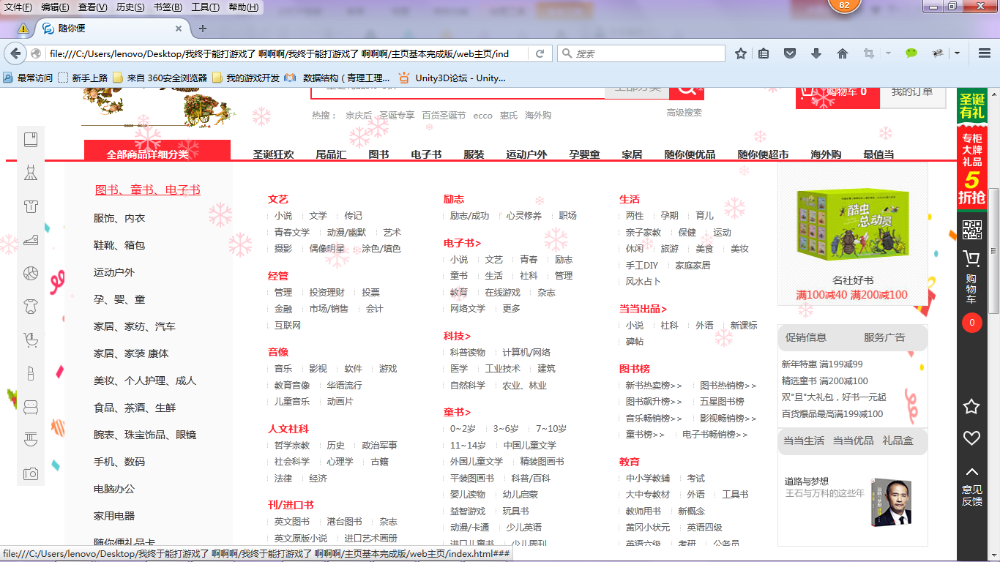 文件(F) 编辑(E) 查看(V) 历史(S) 书签(B) 工具(T) 帮助(H)
82
随你便
file:///C:/Users/lenovo/Desktop/我终于能打游戏了 啊啊啊/我终于能打游戏了 啊啊啊/主页基本完成版/web主页/ind
搜索
最常访问 新手上路 来自 360安全浏览器 我的游戏开发 数据结构 ( 青理工理... Unity3D论坛 - Unity...
全部分类
购物车 0
我的订单
热搜： 宗庆后 圣诞专享 百货圣诞节 ecco 惠氏 海外购
高级搜索
全部商品详细分类 圣诞狂欢 尾品汇 图书 电子书 服装 运动户外 孕婴童 家居 随你便优品 随你便超市 海外购 最值当
图书、童书、电子书
服饰、内衣
鞋靴、箱包
运动户外
孕、婴、童
家居、家纺、汽车
家居、家装 康体
美妆、个人护理、成人
食品、茶酒、生鲜
腕表、珠宝饰品、眼镜
手机、数码
电脑办公
家用电器
随你便礼品卡
文艺
小说 文学 传记
青春文学 动漫/幽默 艺术
摄影 偶像明星 涂色/填色
经管
管理 投资理财 投票
金融 市场/销售 会计
互联网
音像
音乐 影视 软件 游戏
教育音像 华语流行
儿童音乐 动画片
人文社科
哲学宗教 历史 政治军事
社会科学 心理学 古籍
法律 经济
刊/进口书
英文图书 港台图书 杂志
英文原版小说 进口艺术画册
励志
励志/成功 心灵修养 职场
电子书>
小说 文艺 青春 励志
童书 生活 社科 管理
教育 在线游戏 杂志
网络文学 更多
科技>
科普读物 计算机/网络
医学 工业技术 建筑
自然科学 农业、林业
童书>
0~2岁 3~6岁 7~10岁
11~14岁 中国儿童文学
外国儿童文学 精装图画书
平装图画书 科普/百科
婴儿读物 幼儿启蒙
益智游戏 玩具书
动漫/卡通 少儿英语
进口儿童书 少儿周刊
生活
两性 孕期 育儿
亲子家教 保健 运动
休闲 旅游 美食 美妆
手工DIY 家庭家居
风水占卜
当当出品>
小说 社科 外语 新课标
碑帖
图书榜
新书热卖榜>> 图书热销榜>>
图书飙升榜>> 五星图书榜
音乐畅销榜>> 影视畅销榜>>
童书榜>> 电子书畅销榜>>
教育
中小学教辅 考试
大中专教材 外语 工具书
教师用书 新概念
黄冈小状元 英语四级
英语六级 考研 公务员
酷虫
总动员
名社好书
满100减40 满200减100
促销信息 服务广告
新年特惠 满199减99
精选童书 满200减100
双"旦"大礼包，好书一元起
百货爆品最高满199减100
当当生活 当当优品 礼品盒
道路与梦想
王石与万科的这些年
圣诞
有礼
专柜
大牌
礼品
5
折抢
购
物
车
0
意见
反馈
file:///C:/Users/lenovo/Desktop/我终于能打游戏了 啊啊啊/我终于能打游戏了 啊啊啊/主页基本完成版/web主页/index.html###